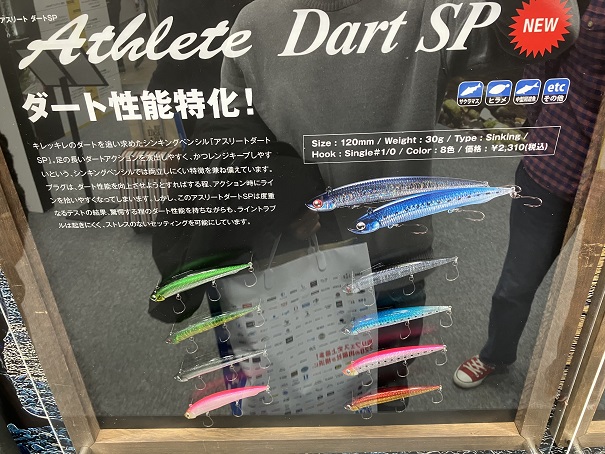 アスリート ダートSP
Athlete Dart SP
NEW
ダート性能特化!
サクラマス
ヒラメ
中型回遊魚
etc
その他
キレッキレのダートを追い求めたシンキングペンシル「アスリートダート
SP」。足の長いダートアクションを演出しやすく、かつレンジキープしやす
いという、シンキングペンシルでは両立しにくい特徴を兼ね備えています。
プラグは、ダート性能を向上させようとすればする程、アクション時にライ
ンを拾いやすくなってしまいます。しかし、このアスリートダートSPは度重
なるテストの結果、驚愕する程のダート性能を持ちながらも、ライントラブ
ルは起きにくく、ストレスのないセッティングを可能にしています。
Size : 120mm / Weight : 30g / Type : Sinking /
Hook : Single#1/0 / Color : 8色 / 価格 : ¥2,310(税込)